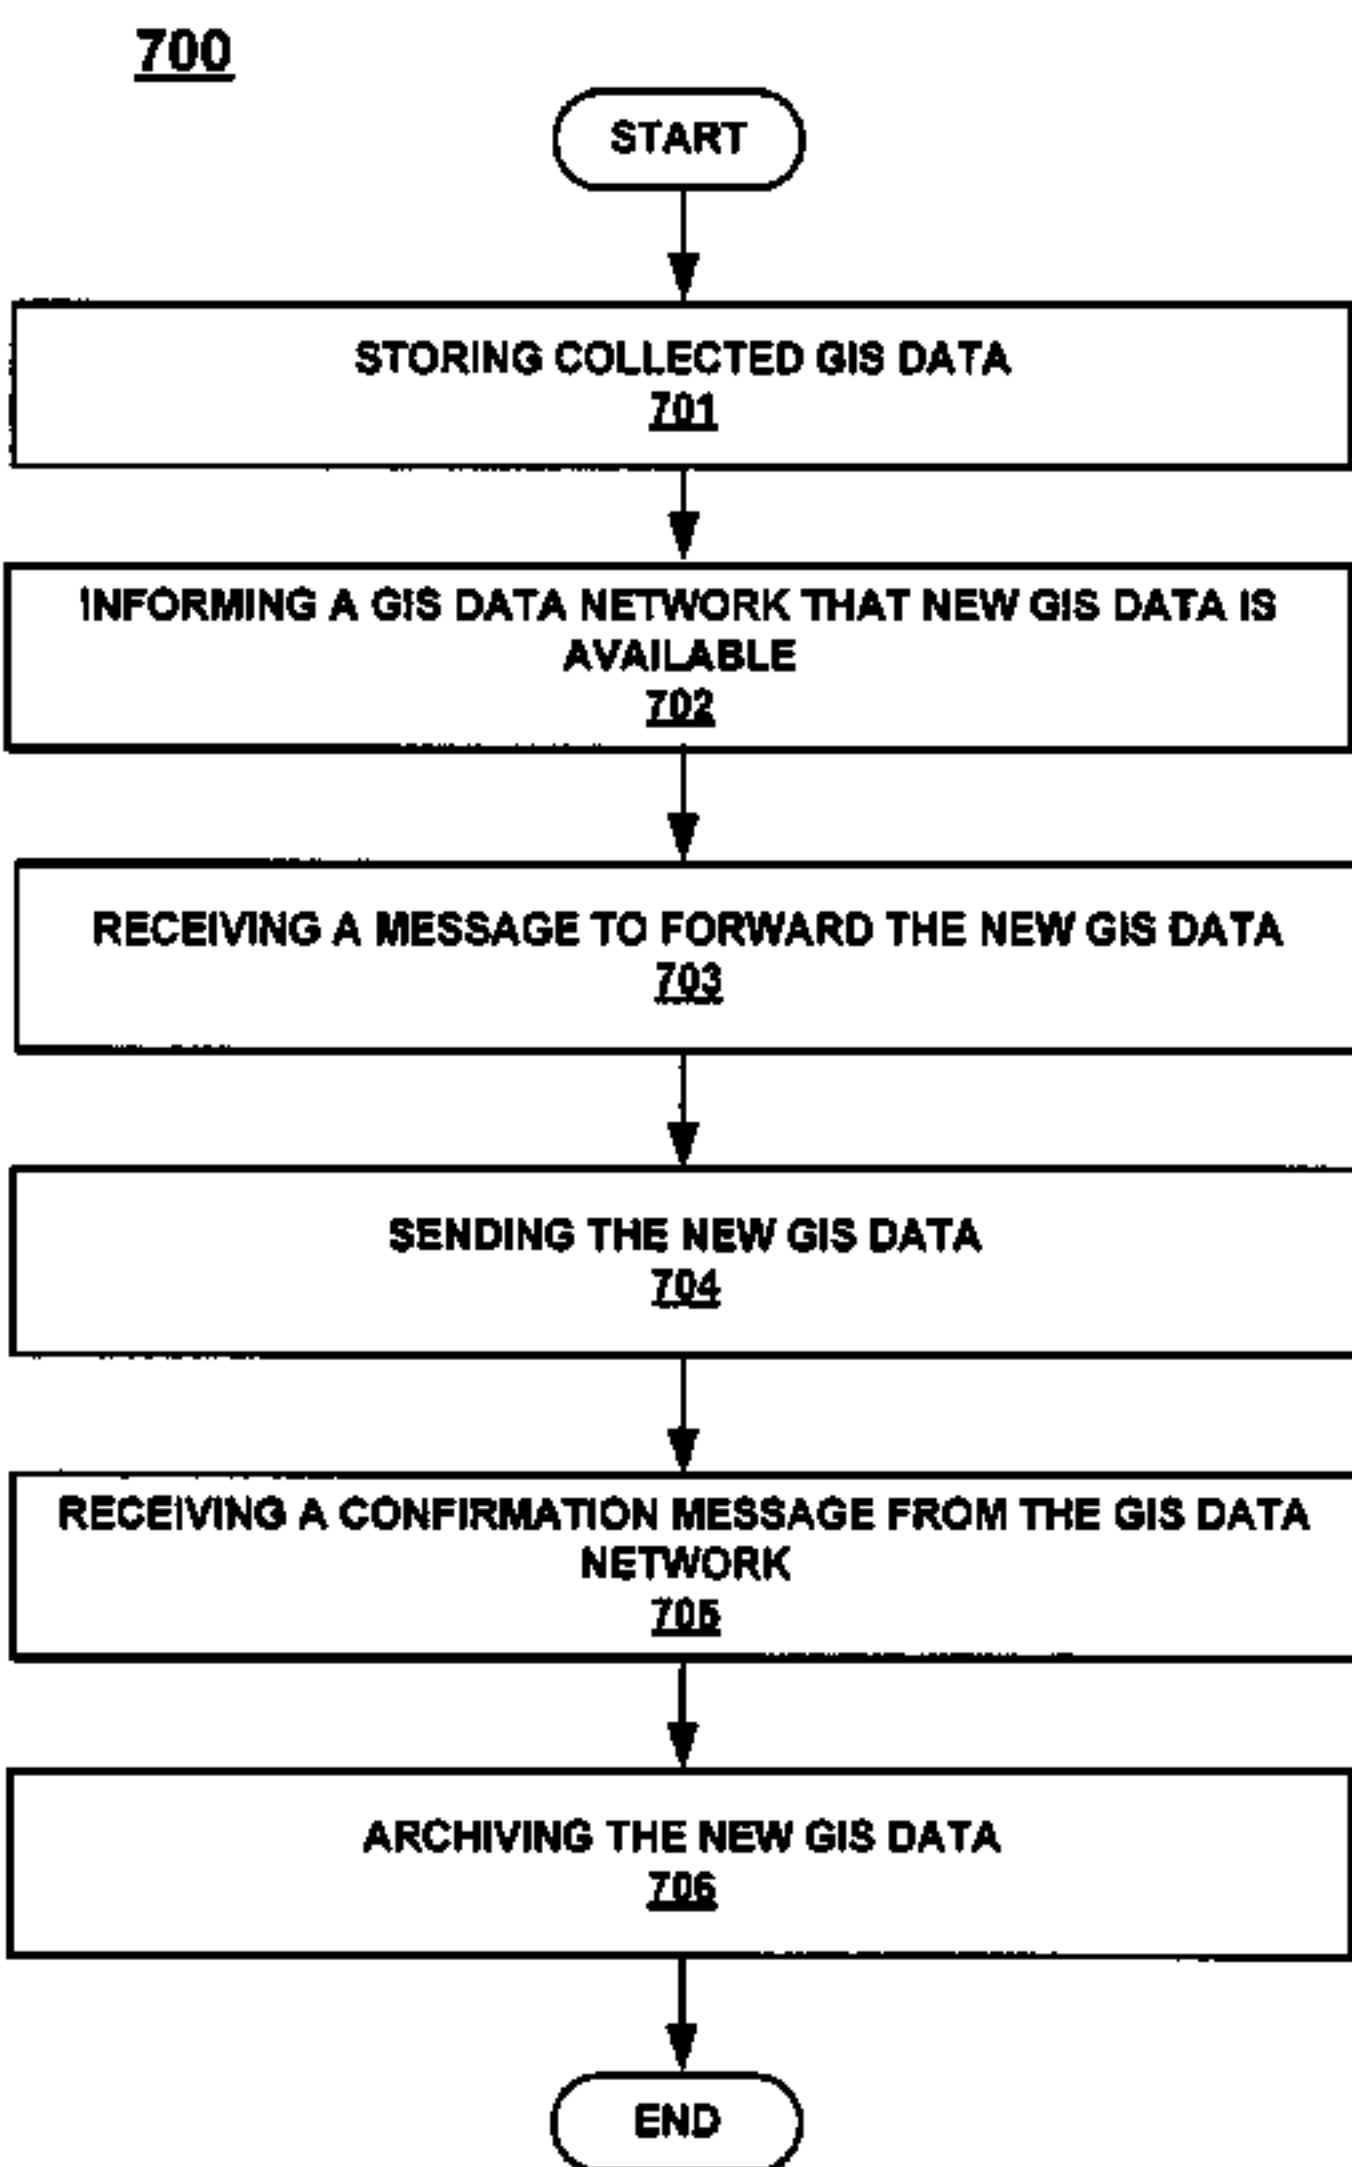 700
START
STORING COLLECTED GIS DATA
701
INFORMING A GIS DATA NETWORK THAT NEW GIS DATA IS
AVAILABLE
702
RECEIVING A MESSAGE TO FORWARD THE NEW GIS DATA
703
SENDING THE NEW GIS DATA
704
RECEIVING A CONFIRMATION MESSAGE FROM THE GIS DATA
NETWORK
705
ARCHIVING THE NEW GIS DATA
706
END